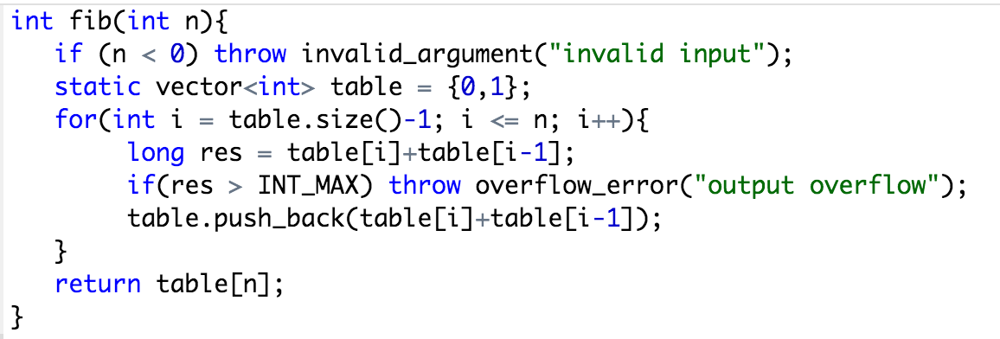 int fib(int n){
if (n < 0) throw invalid_argument("invalid input");
static vector<int> table = {0,1};
for(int i = table.size()-1; i <= n; i++){
long res = table[i]+table[i-1];
if(res > INT_MAX) throw overflow_error("output overflow");
table.push_back(table[i]+table[i-1]);
}
return table[n];
}